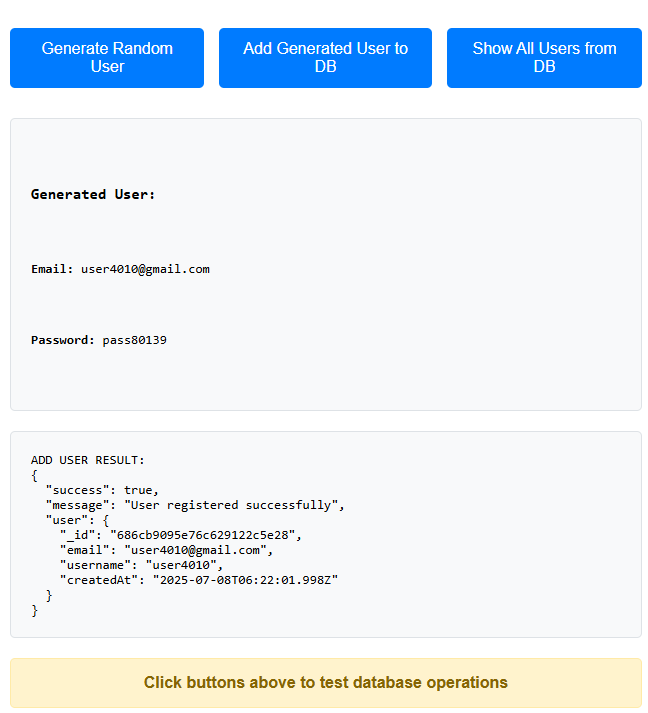 Generate Random
User
Add Generated User to
DB
Show All Users from
DB
Generated User:
Email: user4010@gmail.com
Password: pass80139
ADD USER RESULT:
{
  "success": true,
  "message": "User registered successfully",
  "user": {
    "_id": "686cb9095e76c629122c5e28",
    "email": "user4010@gmail.com",
    "username": "user4010",
    "createdAt": "2025-07-08T06:22:01.998Z"
  }
}
Click buttons above to test database operations